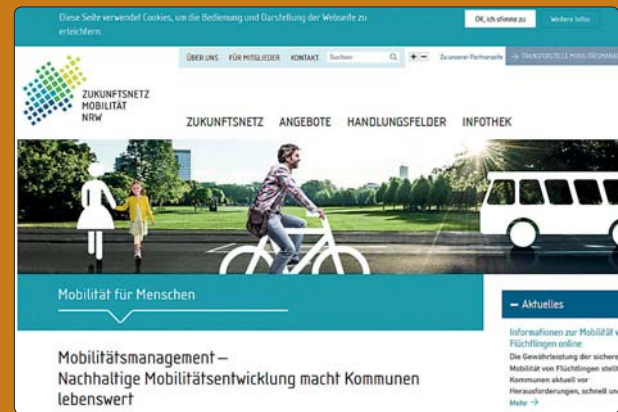 Diese Seite verwendet Cookies, um die Bedienung und Darstellung der Webseite zu
erleichtern.
OK, ich stimme zu
Weitere Infos
ÜBER UNS FÜR MITGLIEDER KONTAKT Suchen + − Zu unserer Partnerseite → TRANSFERSTELLE MOBILITÄTSMANA
ZUKUNFTSNETZ
MOBILITÄT
NRW
ZUKUNFTSNETZ ANGEBOTE HANDLUNGSFELDER INFOTHEK
Mobilität für Menschen
Mobilitätsmanagement –
Nachhaltige Mobilitätsentwicklung macht Kommunen
lebenswert
– Aktuelles
Informationen zur Mobilität v
Flüchtlingen online
Die Gewährleistung der sichere
Mobilität von Flüchtlingen stellt
Kommunen aktuell vor
Herausforderungen, schnell un
Mehr →